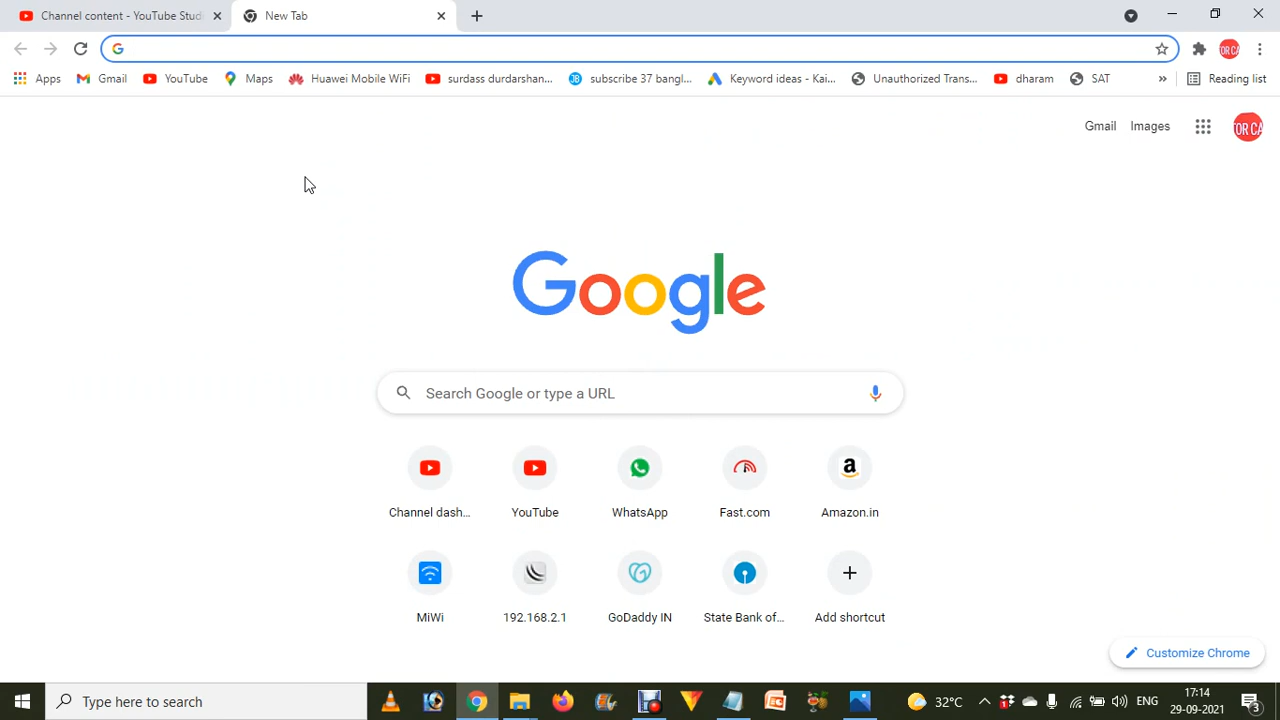 Channel content - YouTube Stud
New Tab
Apps
Gmail
YouTube
Maps
Huawei Mobile WiFi
surdass durdarshan...
subscribe 37 bangl...
Keyword ideas - Kai...
Unauthorized Trans...
dharam
SAT
»
Reading list
Gmail
Images
TOR CA
Google
Search Google or type a URL
Channel dash...
YouTube
WhatsApp
Fast.com
Amazon.in
MiWi
192.168.2.1
GoDaddy IN
State Bank of...
Add shortcut
Customize Chrome
Type here to search
32°C
ENG
17:14
29-09-2021
3